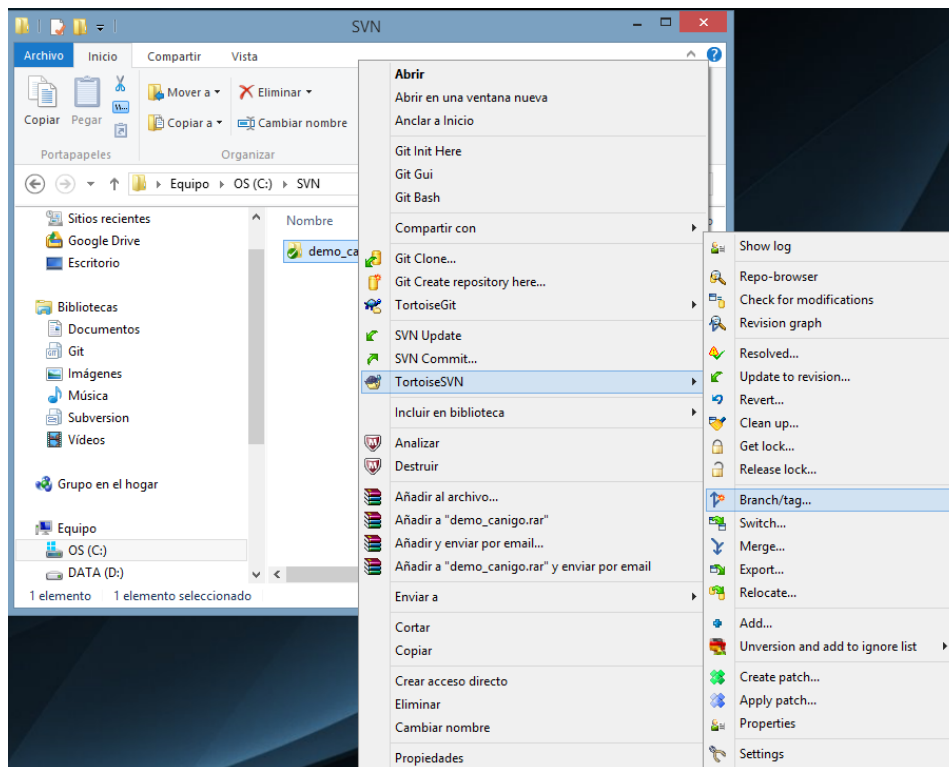 SVN
Archivo Inicio Compartir Vista
Copiar Pegar
Mover a
Copiar a
Eliminar
Cambiar nombre
Portapapeles Organizar
Equipo OS (C:) SVN
Sitios recientes
Google Drive
Escritorio
Bibliotecas
Documentos
Git
Imágenes
Música
Subversion
Vídeos
Grupo en el hogar
Equipo
OS (C:)
DATA (D:)
Nombre
demo_ca
1 elemento 1 elemento seleccionado
Abrir
Abrir en una ventana nueva
Anclar a Inicio
Git Init Here
Git Gui
Git Bash
Compartir con
Git Clone...
Git Create repository here...
TortoiseGit
SVN Update
SVN Commit...
TortoiseSVN
Incluir en biblioteca
Analizar
Destruir
Añadir al archivo...
Añadir a "demo_canigo.rar"
Añadir y enviar por email...
Añadir a "demo_canigo.rar" y enviar por email
Enviar a
Cortar
Copiar
Crear acceso directo
Eliminar
Cambiar nombre
Propiedades
Show log
Repo-browser
Check for modifications
Revision graph
Resolved...
Update to revision...
Revert...
Clean up...
Get lock...
Release lock...
Branch/tag...
Switch...
Merge...
Export...
Relocate...
Add...
Unversion and add to ignore list
Create patch...
Apply patch...
Properties
Settings